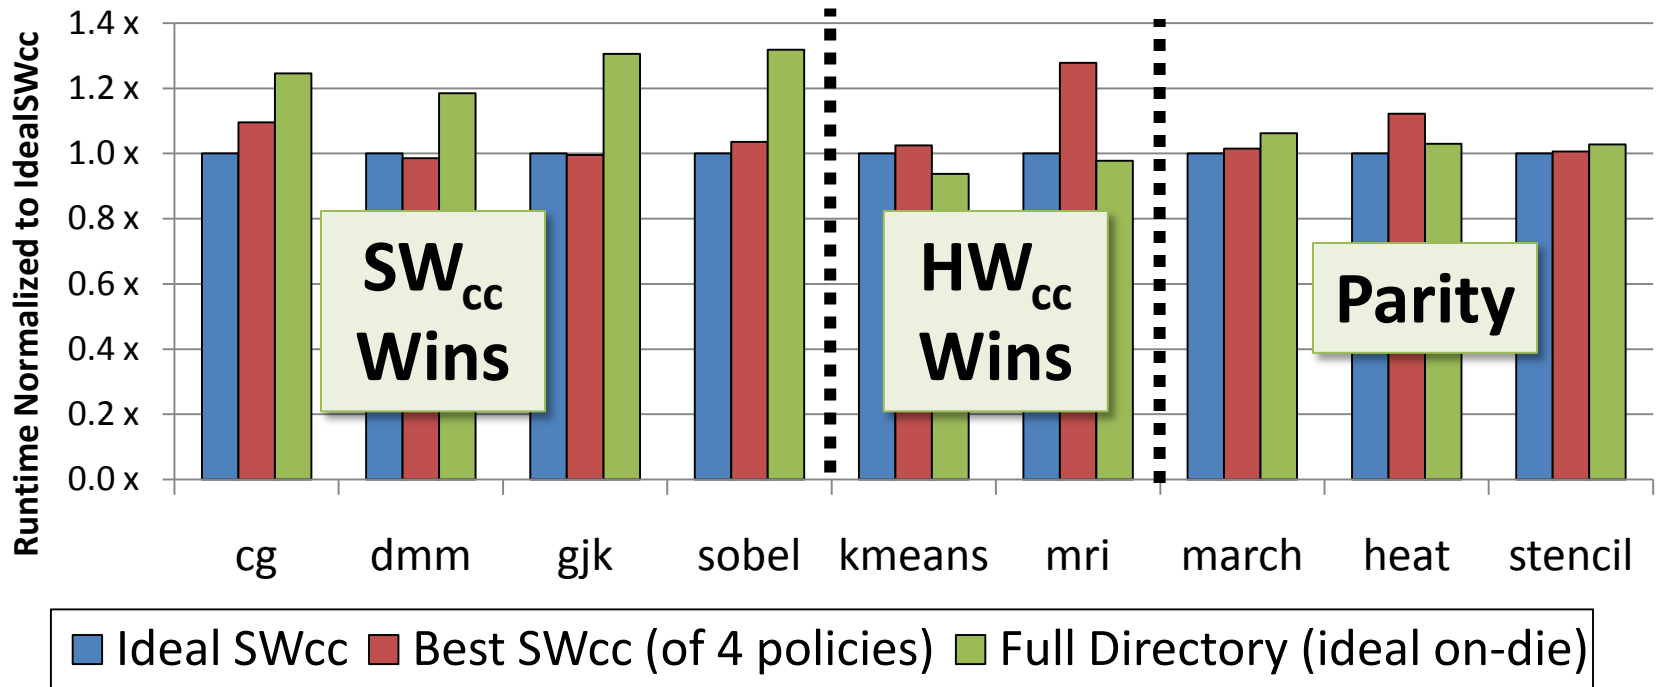 Runtime Normalized to IdealSWcc
1.4 x
1.2 x
1.0 x
0.8 x
0.6 x
0.4 x
0.2 x
0.0 x
SWcc
Wins
HWcc
Wins
Parity
cg dmm gjk sobel kmeans mri march heat stencil
Ideal SWcc Best SWcc (of 4 policies) Full Directory (ideal on-die)